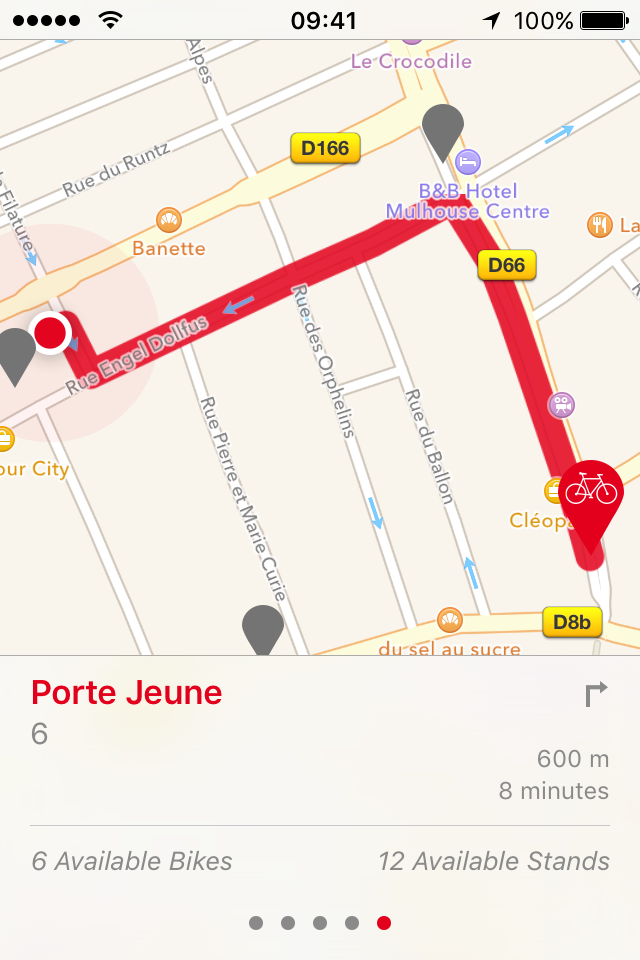 09:41
100%
Alpes
Le Crocodile
D166
Rue du Runtz
B&B Hotel
Mulhouse Centre
la Filature
La
Banette
D66
Rue Engel Dollfus
Rue des Orphelins
Rue Pierre et Marie Curie
Rue du Ballon
our City
Cléop
D8b
du sel au sucre
Porte Jeune
6
600 m
8 minutes
6 Available Bikes
12 Available Stands